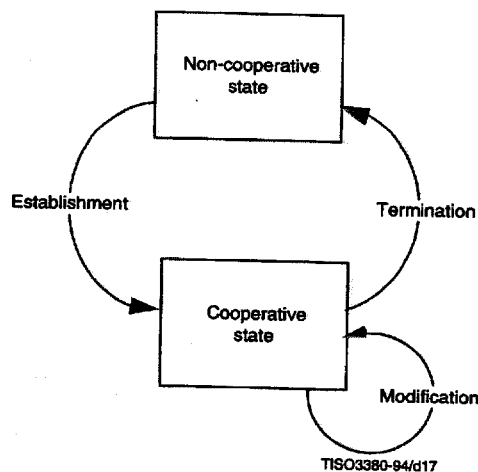 Non-cooperative
state
Establishment
Termination
Cooperative
state
Modification
TISO3380-94/d17